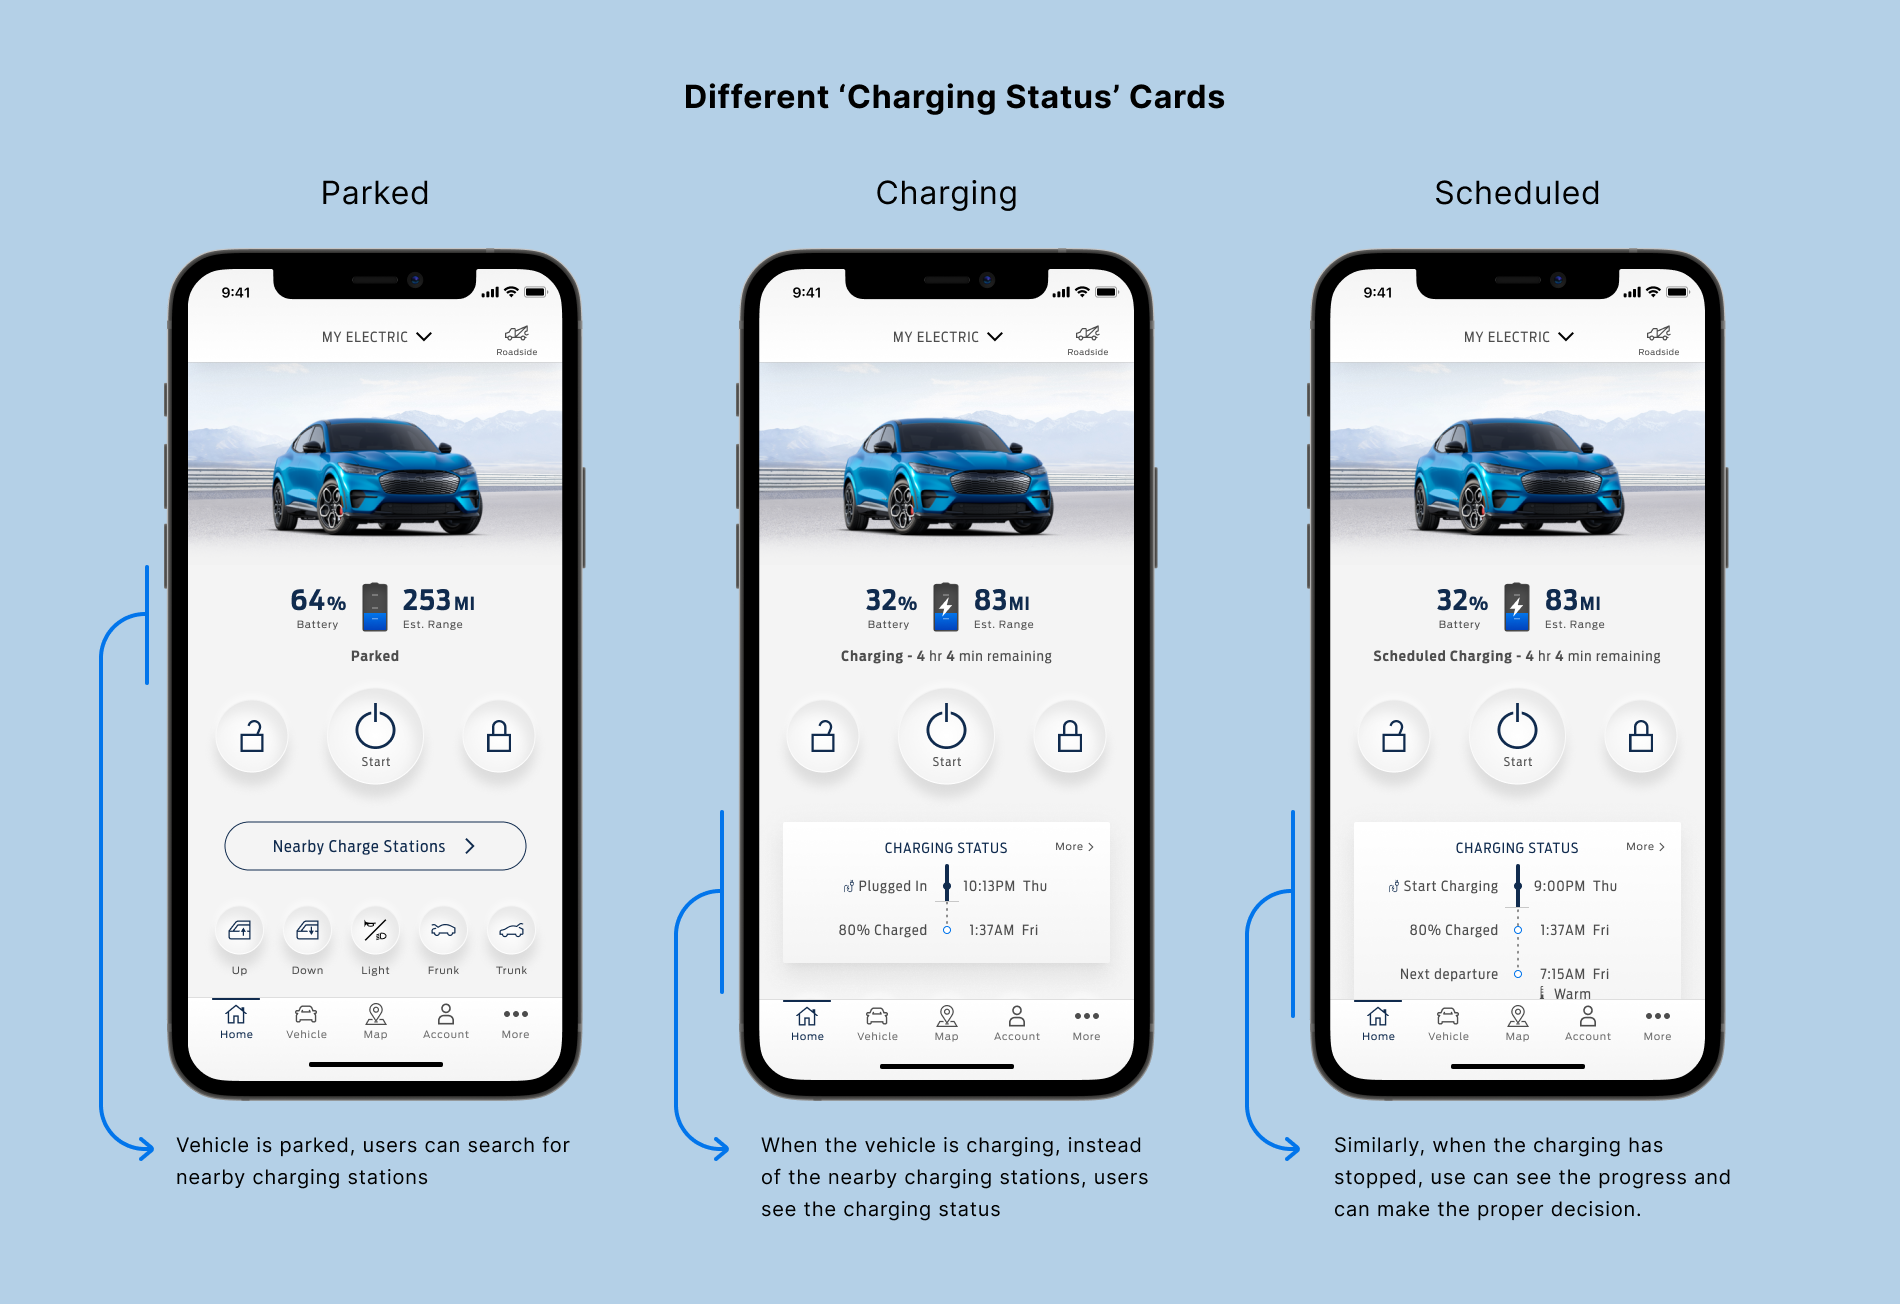 Different ‘Charging Status’ Cards
Parked
9:41
MY ELECTRIC
Roadside
64% 253MI
Battery Est. Range
Parked
Start
Nearby Charge Stations
Up Down Light Frunk Trunk
Home Vehicle Map Account More
Vehicle is parked, users can search for
nearby charging stations
Charging
9:41
MY ELECTRIC
Roadside
32% 83MI
Battery Est. Range
Charging - 4 hr 4 min remaining
Start
CHARGING STATUS More
Plugged In 10:13PM Thu
80% Charged 1:37AM Fri
Home Vehicle Map Account More
When the vehicle is charging, instead
of the nearby charging stations, users
see the charging status
Scheduled
9:41
MY ELECTRIC
Roadside
32% 83MI
Battery Est. Range
Scheduled Charging - 4 hr 4 min remaining
Start
CHARGING STATUS More
Start Charging 9:00PM Thu
80% Charged 1:37AM Fri
Next departure 7:15AM Fri
Warm
Home Vehicle Map Account More
Similarly, when the charging has
stopped, use can see the progress and
can make the proper decision.